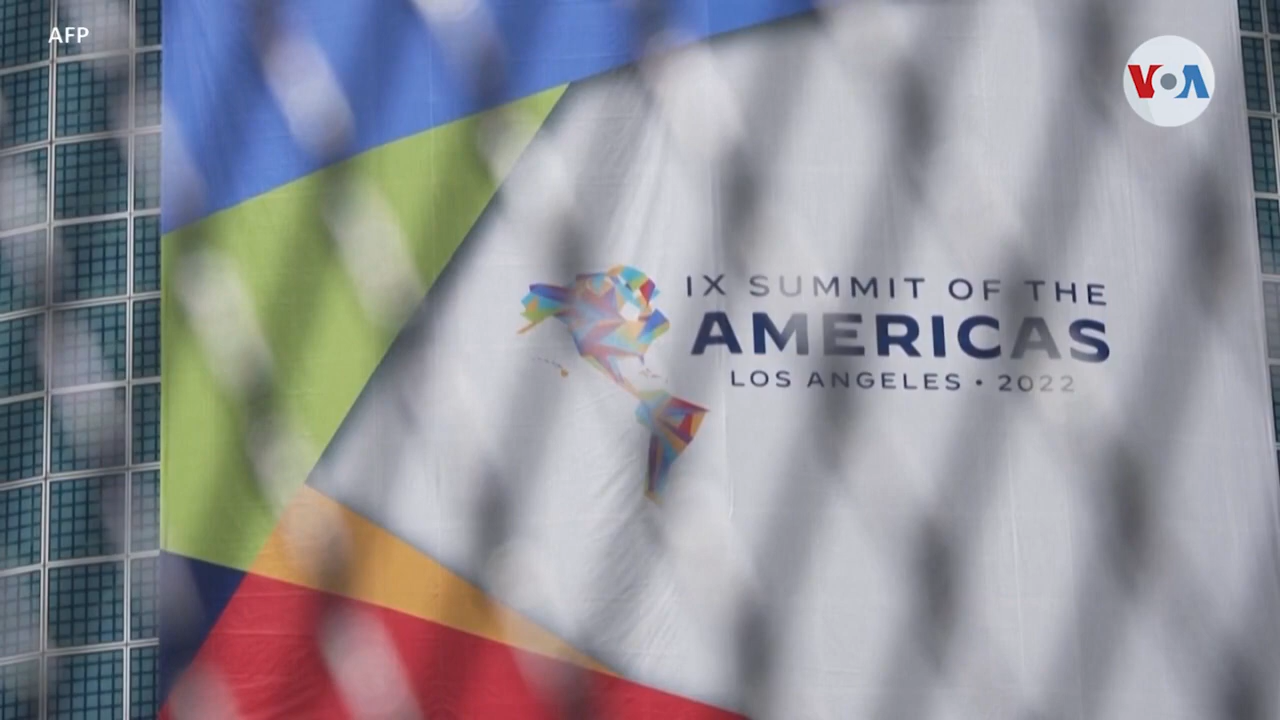 AFP
VOA
IX SUMMIT OF THE
AMERICAS
LOS ANGELES • 2022